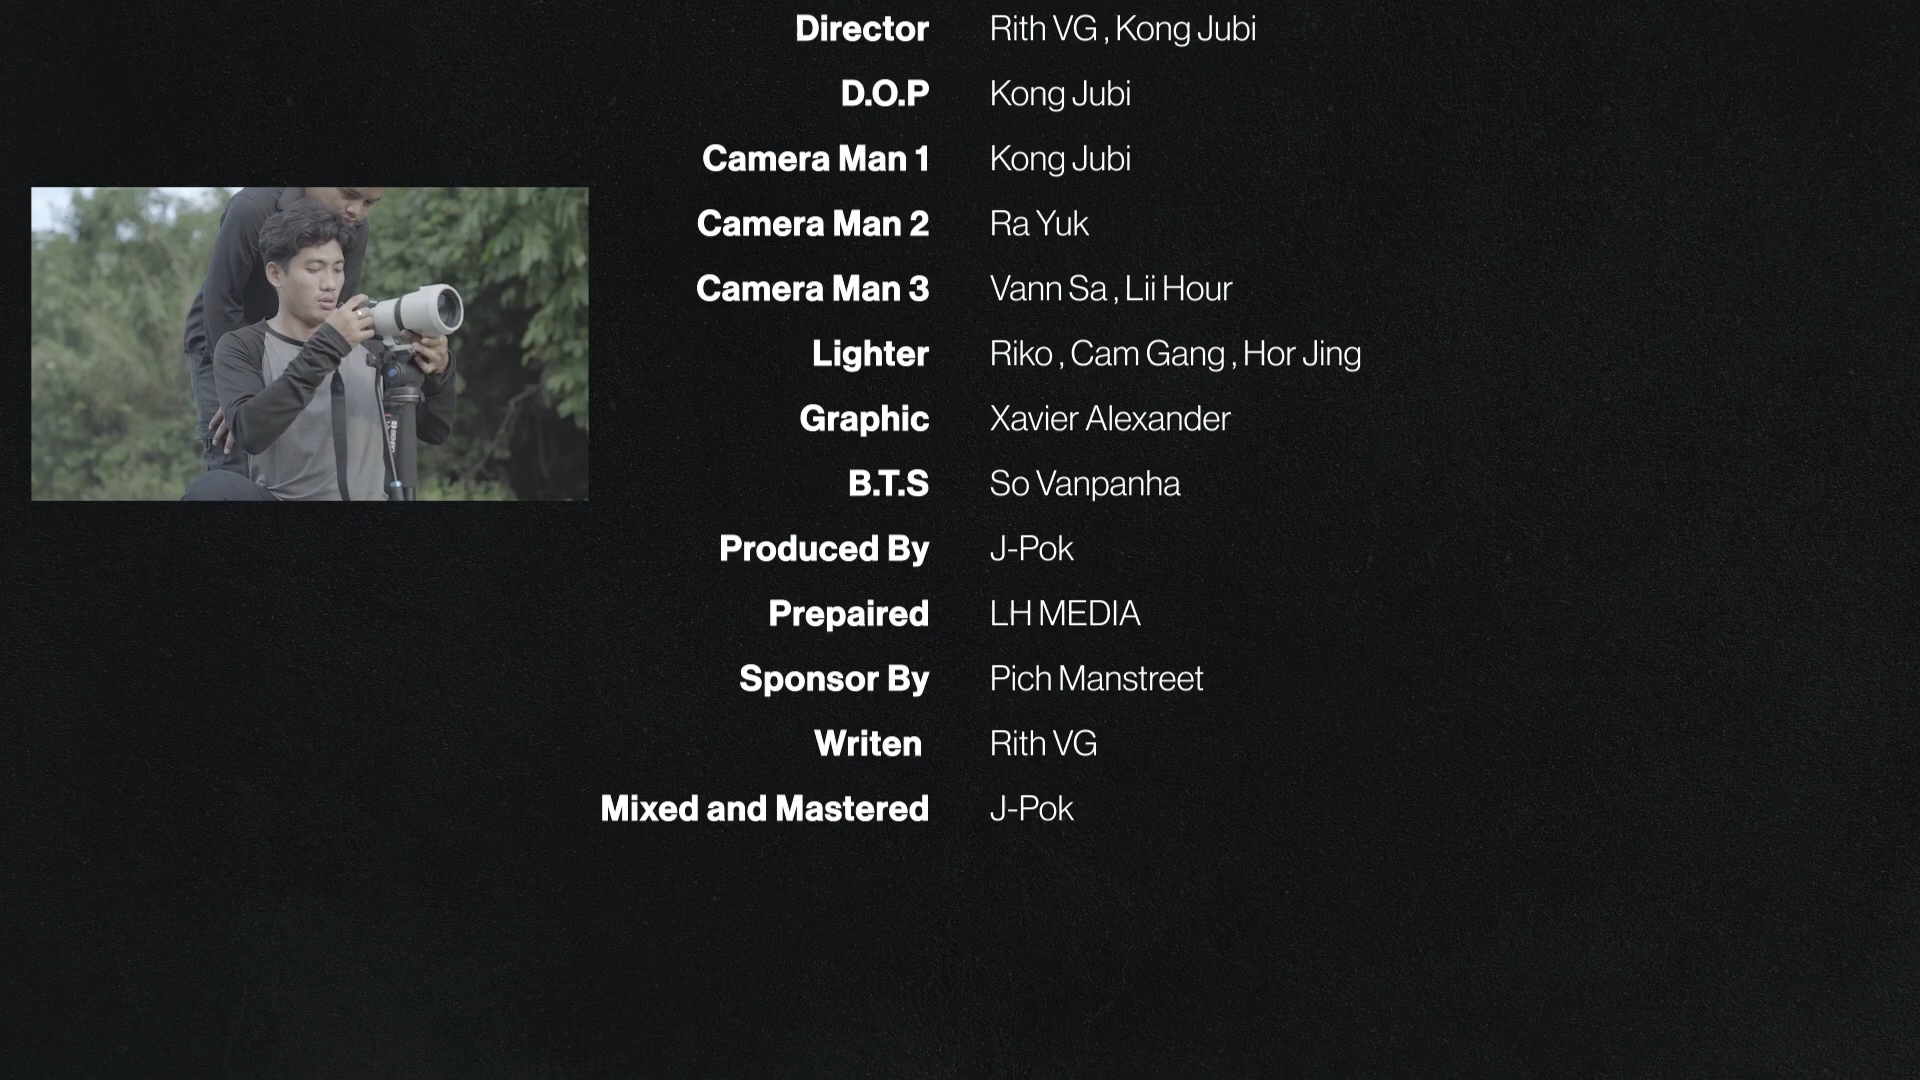 Director Rith VG , Kong Jubi
D.O.P Kong Jubi
Camera Man 1 Kong Jubi
Camera Man 2 Ra Yuk
Camera Man 3 Vann Sa , Lii Hour
Lighter Riko , Cam Gang , Hor Jing
Graphic Xavier Alexander
B.T.S So Vanpanha
Produced By J-Pok
Prepaired LH MEDIA
Sponsor By Pich Manstreet
Writen Rith VG
Mixed and Mastered J-Pok